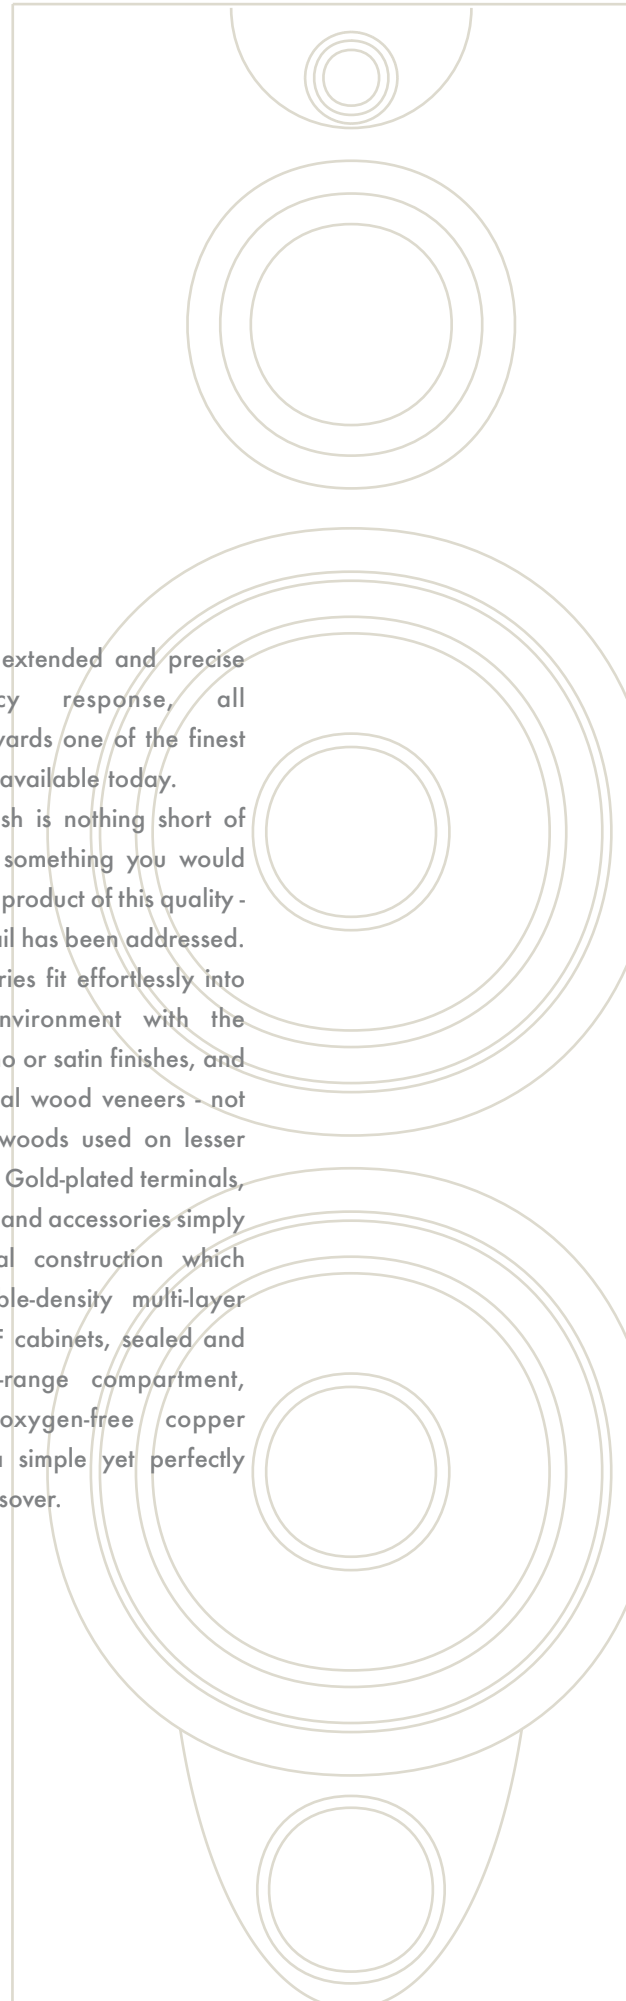 extended and precise
cy response, all
wards one of the finest
available today.
sh is nothing short of
something you would
product of this quality -
il has been addressed.
ries fit effortlessly into
nvironment with the
no or satin finishes, and
al wood veneers - not
woods used on lesser
Gold-plated terminals,
and accessories simply
al construction which
ple-density multi-layer
f cabinets, sealed and
-range compartment,
oxygen-free copper
simple yet perfectly
sover.